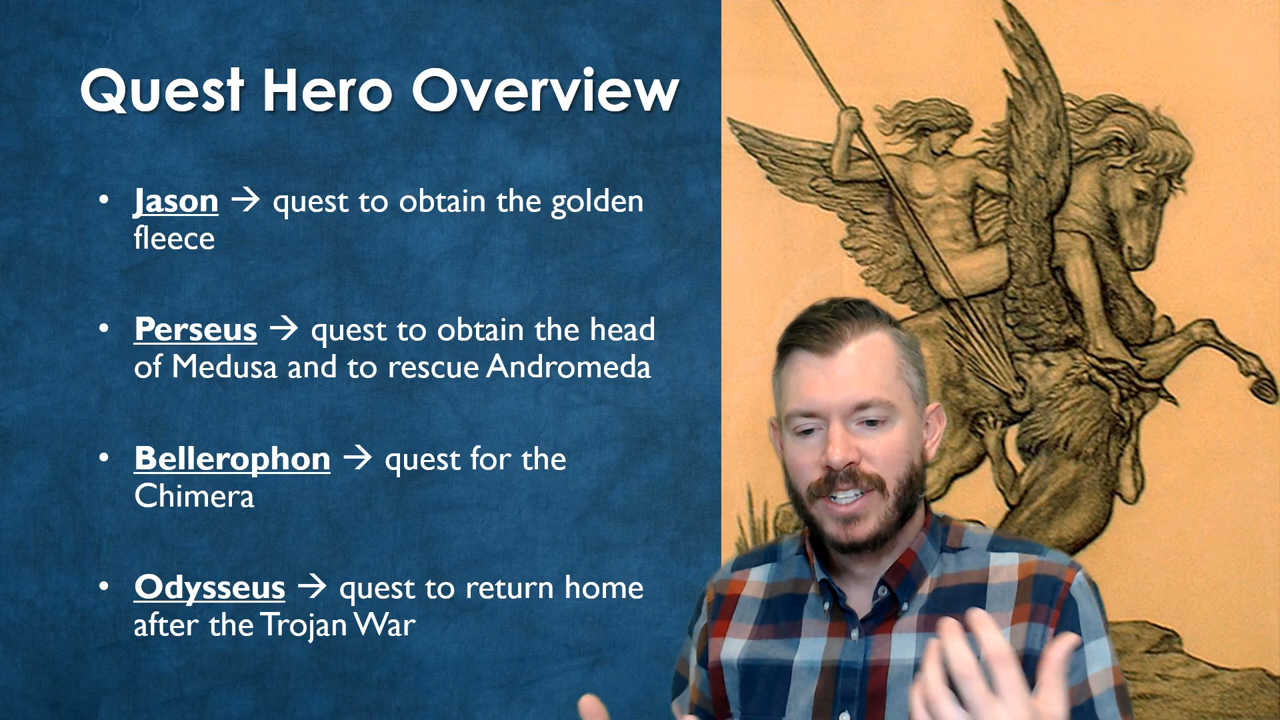 Quest Hero Overview
• Jason → quest to obtain the golden
fleece
• Perseus → quest to obtain the head
of Medusa and to rescue Andromeda
• Bellerophon → quest for the
Chimera
• Odysseus → quest to return home
after the Trojan War